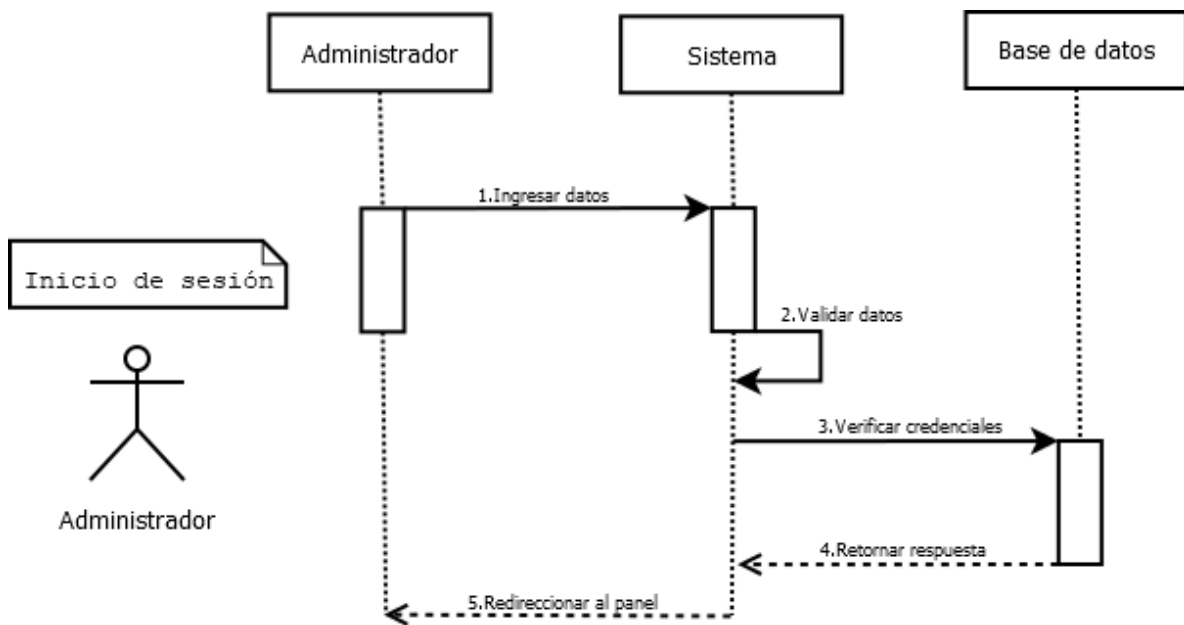 Administrador
Sistema
Base de datos
1.Ingresar datos
Inicio de sesión
2.Validar datos
3.Verificar credenciales
Administrador
4.Retornar respuesta
5.Redireccionar al panel